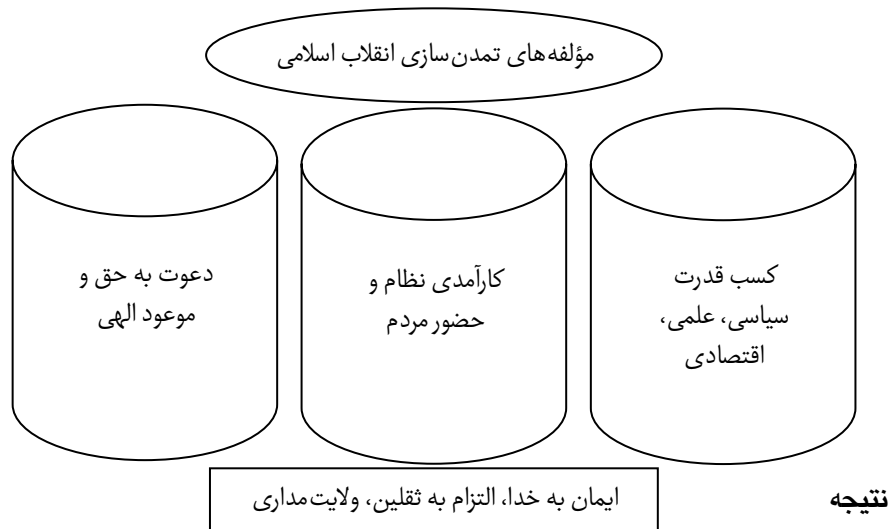 مؤلفه‌های تمدن‌سازی انقلاب اسلامی
کسب قدرت
سیاسی، علمی،
اقتصادی
کارآمدی نظام و
حضور مردم
دعوت به حق و
موعود الهی
ایمان به خدا، التزام به ثقلین، ولایت‌مداری
نتیجه